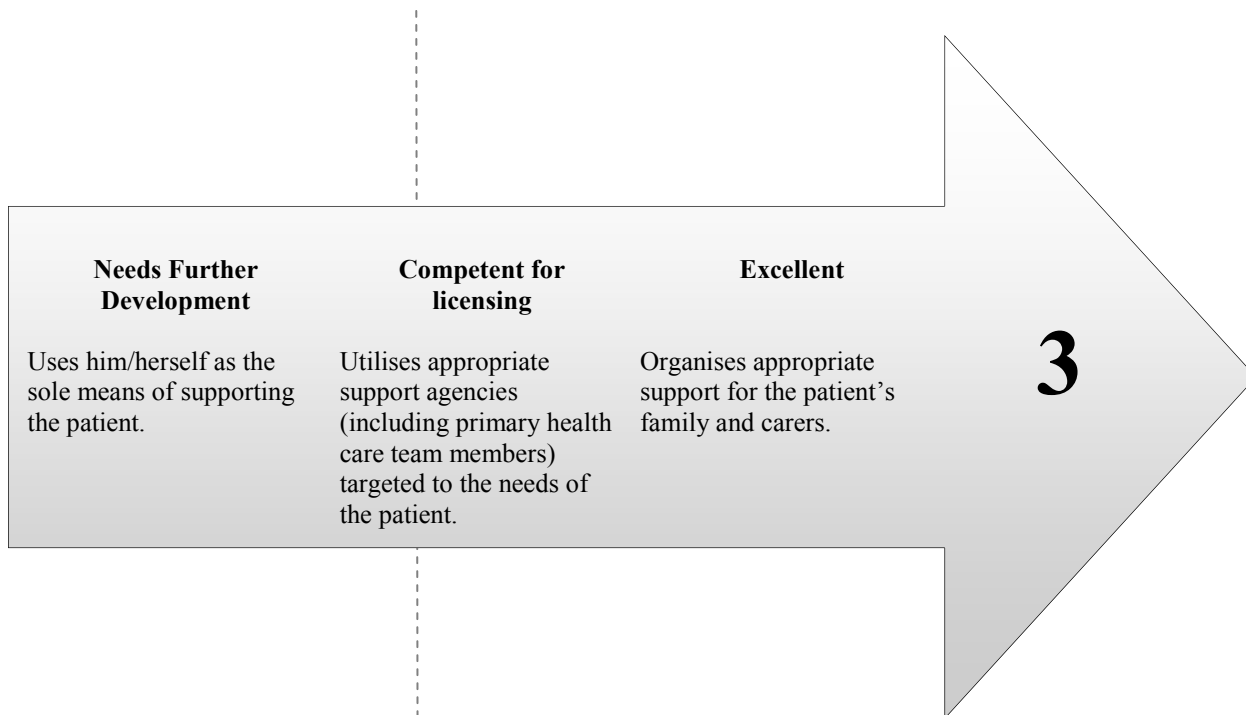 Needs Further
Development
Uses him/herself as the
sole means of supporting
the patient.
Competent for
licensing
Utilises appropriate
support agencies
(including primary health
care team members)
targeted to the needs of
the patient.
Excellent
Organises appropriate
support for the patient’s
family and carers.
3